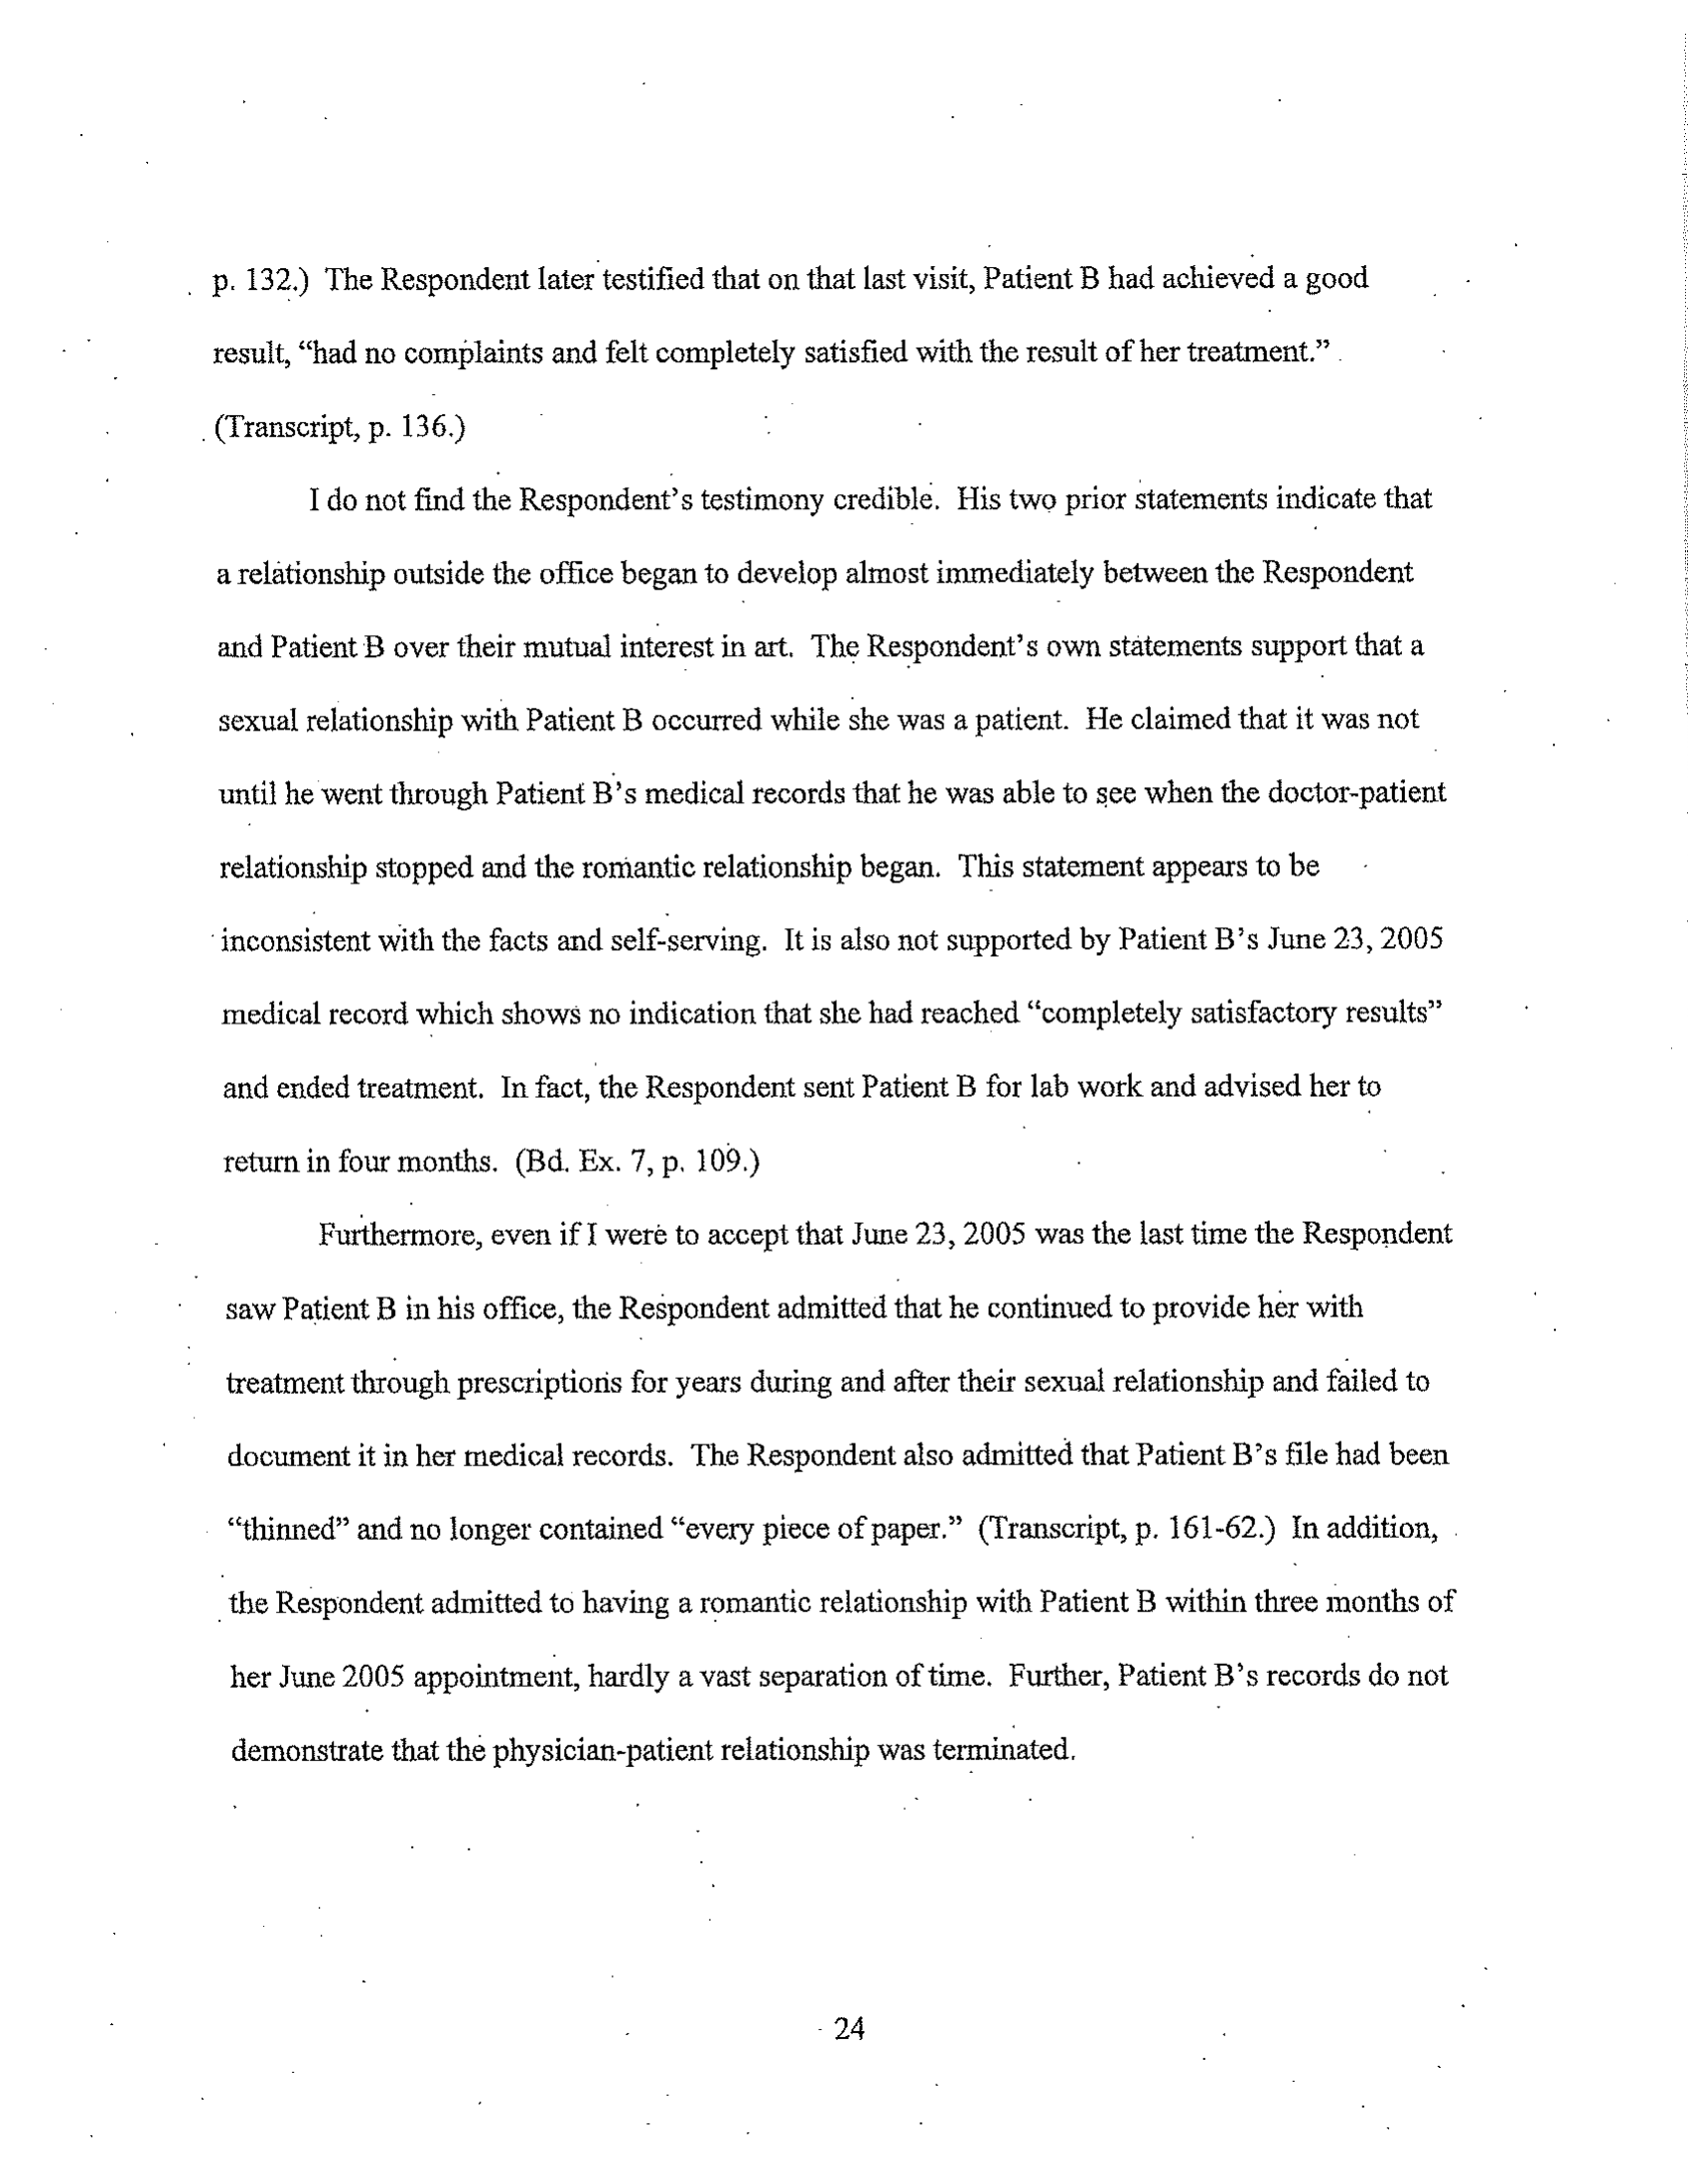 p. 132.) The Respondent later testified that on that last visit, Patient B had achieved a good
result, “had no complaints and felt completely satisfied with the result of her treatment.”
(Transcript, p. 136.)
I do not find the Respondent’s testimony credible. His two prior statements indicate that
a relationship outside the office began to develop almost immediately between the Respondent
and Patient B over their mutual interest in art. The Respondent’s own statements support that a
sexual relationship with Patient B occurred while she was a patient. He claimed that it was not
until he went through Patient B’s medical records that he was able to see when the doctor-patient
relationship stopped and the romantic relationship began. This statement appears to be
inconsistent with the facts and self-serving. It is also not supported by Patient B’s June 23, 2005
medical record which shows no indication that she had reached “completely satisfactory results”
and ended treatment. In fact, the Respondent sent Patient B for lab work and advised her to
return in four months. (Bd. Ex. 7, p. 109.)
Furthermore, even if I were to accept that June 23, 2005 was the last time the Respondent
saw Patient B in his office, the Respondent admitted that he continued to provide her with
treatment through prescriptions for years during and after their sexual relationship and failed to
document it in her medical records. The Respondent also admitted that Patient B’s file had been
“thinned” and no longer contained “every piece of paper.” (Transcript, p. 161-62.) In addition,
the Respondent admitted to having a romantic relationship with Patient B within three months of
her June 2005 appointment, hardly a vast separation of time. Further, Patient B’s records do not
demonstrate that the physician-patient relationship was terminated.
24